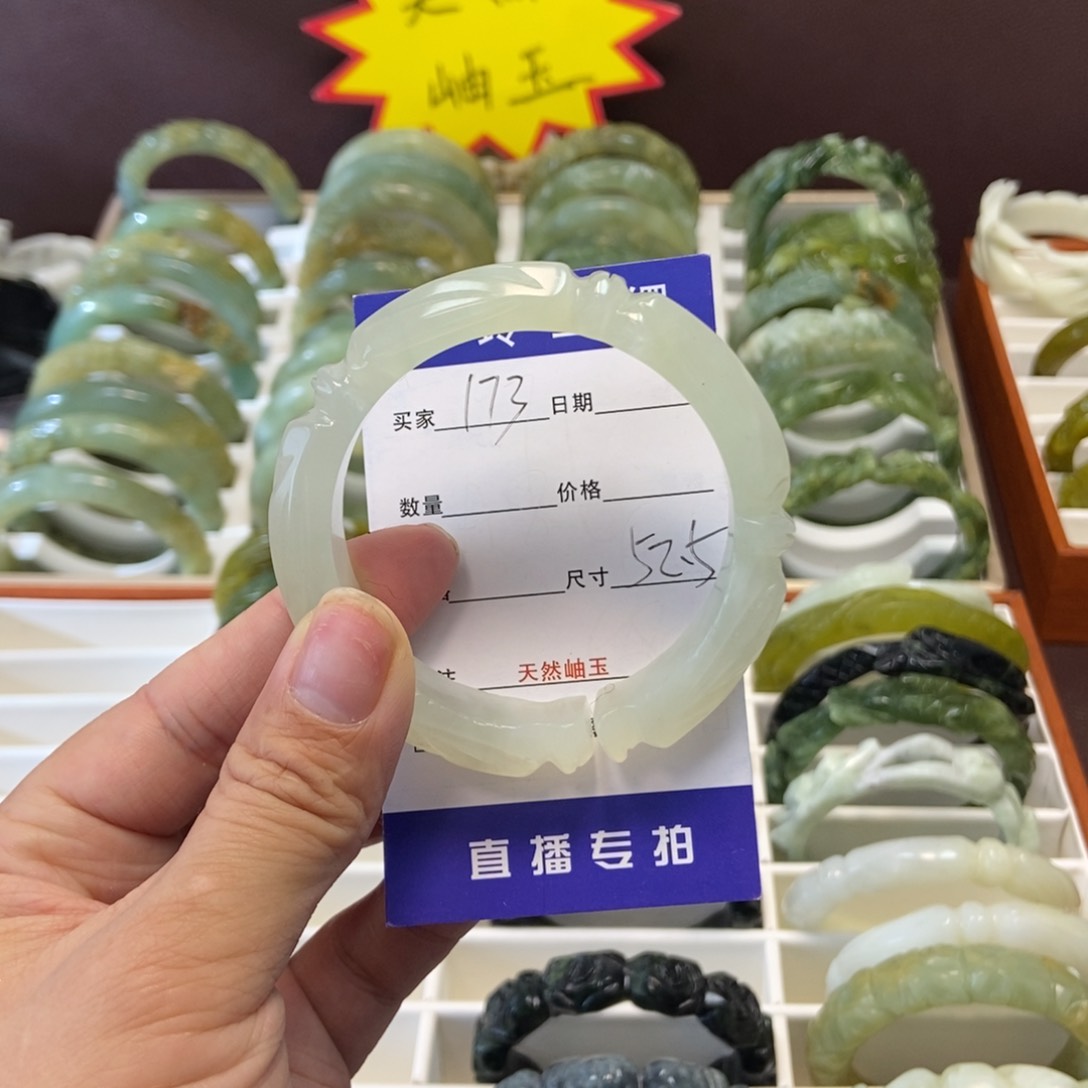 岫玉
买家 173 日期
数量 价格
尺寸 52.5
天然岫玉
直播专拍